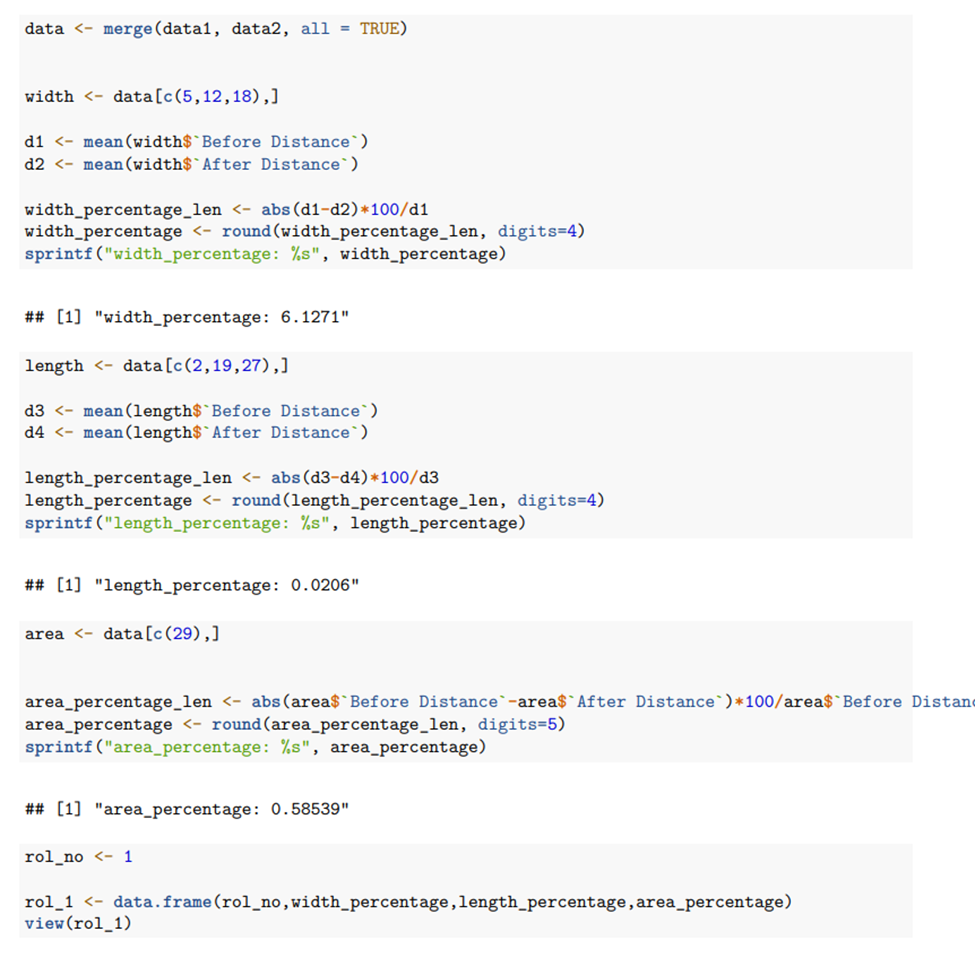 data <- merge(data1, data2, all = TRUE)
width <- data[c(5,12,18),]
d1 <- mean(width$`Before Distance`)
d2 <- mean(width$`After Distance`)
width_percentage_len <- abs(d1-d2)*100/d1
width_percentage <- round(width_percentage_len, digits=4)
sprintf("width_percentage: %s", width_percentage)
## [1] "width_percentage: 6.1271"
length <- data[c(2,19,27),]
d3 <- mean(length$`Before Distance`)
d4 <- mean(length$`After Distance`)
length_percentage_len <- abs(d3-d4)*100/d3
length_percentage <- round(length_percentage_len, digits=4)
sprintf("length_percentage: %s", length_percentage)
## [1] "length_percentage: 0.0206"
area <- data[c(29),]
area_percentage_len <- abs(area$`Before Distance`-area$`After Distance`)*100/area$`Before Distanc
area_percentage <- round(area_percentage_len, digits=5)
sprintf("area_percentage: %s", area_percentage)
## [1] "area_percentage: 0.58539"
rol_no <- 1
rol_1 <- data.frame(rol_no,width_percentage,length_percentage,area_percentage)
view(rol_1)